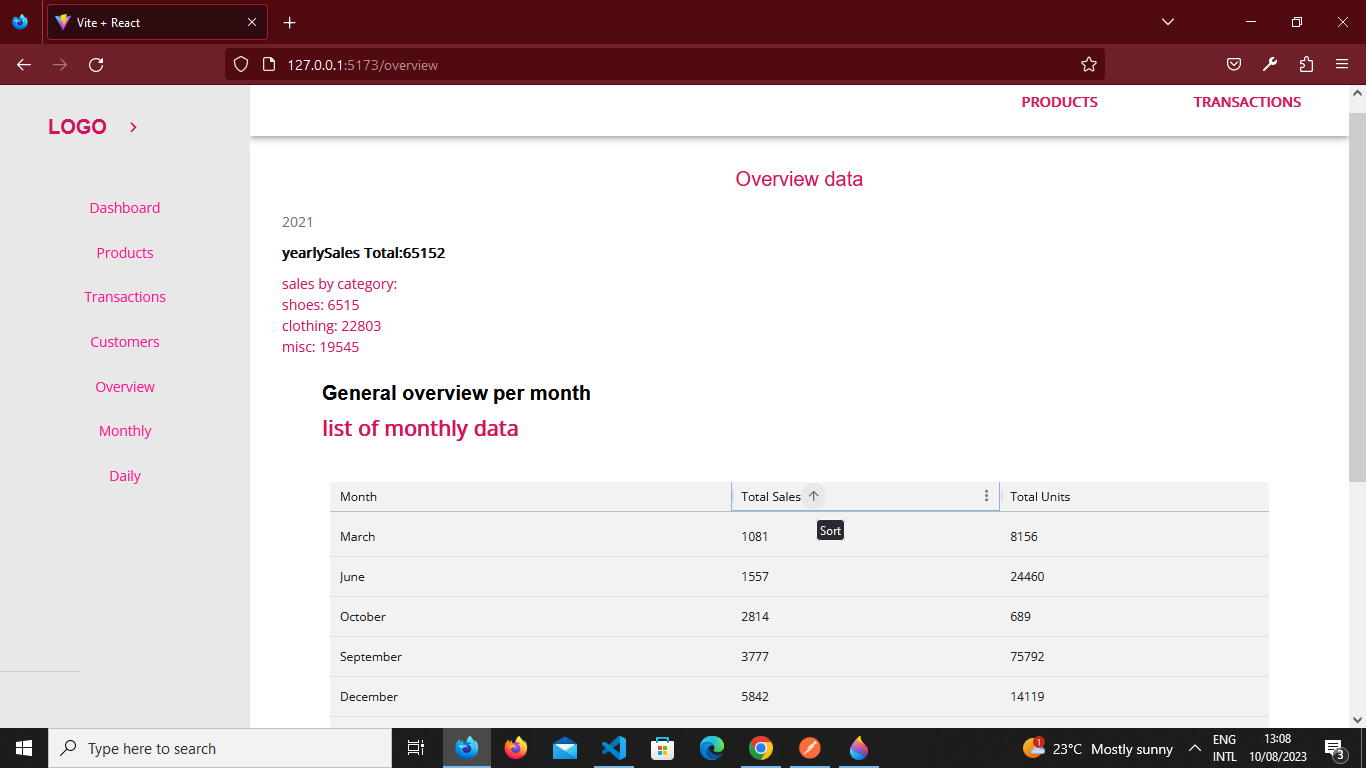 Vite + React
127.0.0.1:5173/overview
LOGO
PRODUCTS TRANSACTIONS
Dashboard
Products
Transactions
Customers
Overview
Monthly
Daily
Overview data
2021
yearlySales Total:65152
sales by category:
shoes: 6515
clothing: 22803
misc: 19545
General overview per month
list of monthly data
Month Total Sales Total Units
Sort
March 1081 8156
June 1557 24460
October 2814 689
September 3777 75792
December 5842 14119
Type here to search
1
23°C Mostly sunny
ENG
INTL
13:08
10/08/2023
3